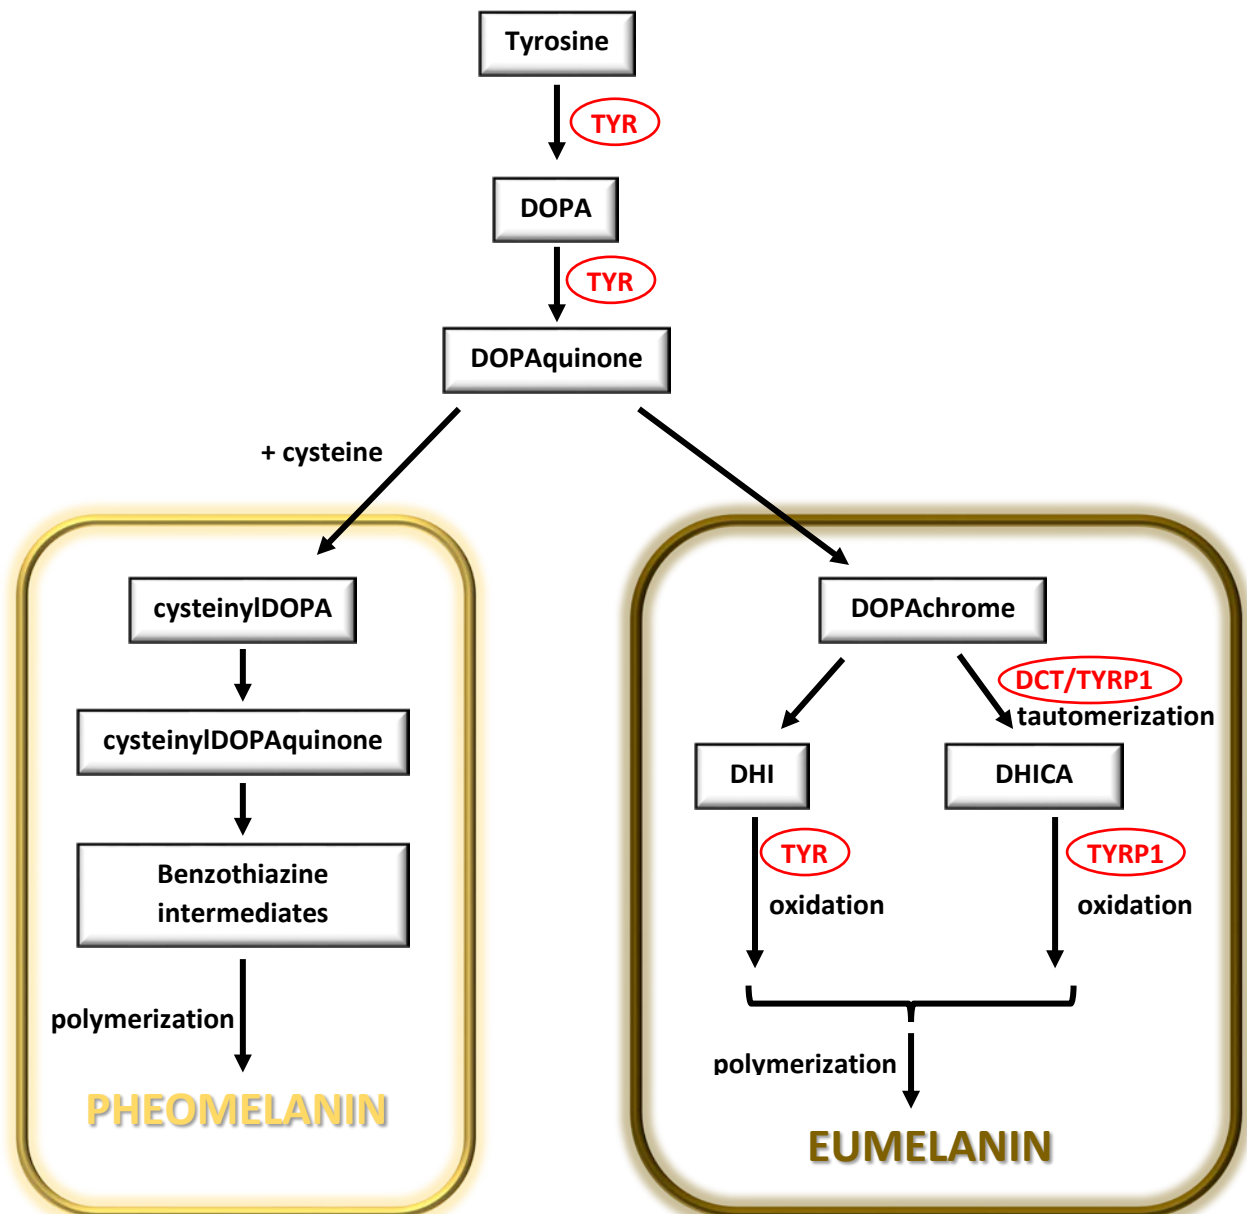 Tyrosine
TYR
DOPA
TYR
DOPAquinone
+ cysteine
cysteinylDOPA
cysteinylDOPAquinone
Benzothiazine
intermediates
polymerization
PHEOMELANIN
DOPAchrome
DCT/TYRP1
tautomerization
DHI
DHICA
TYR
TYRP1
oxidation
oxidation
polymerization
EUMELANIN